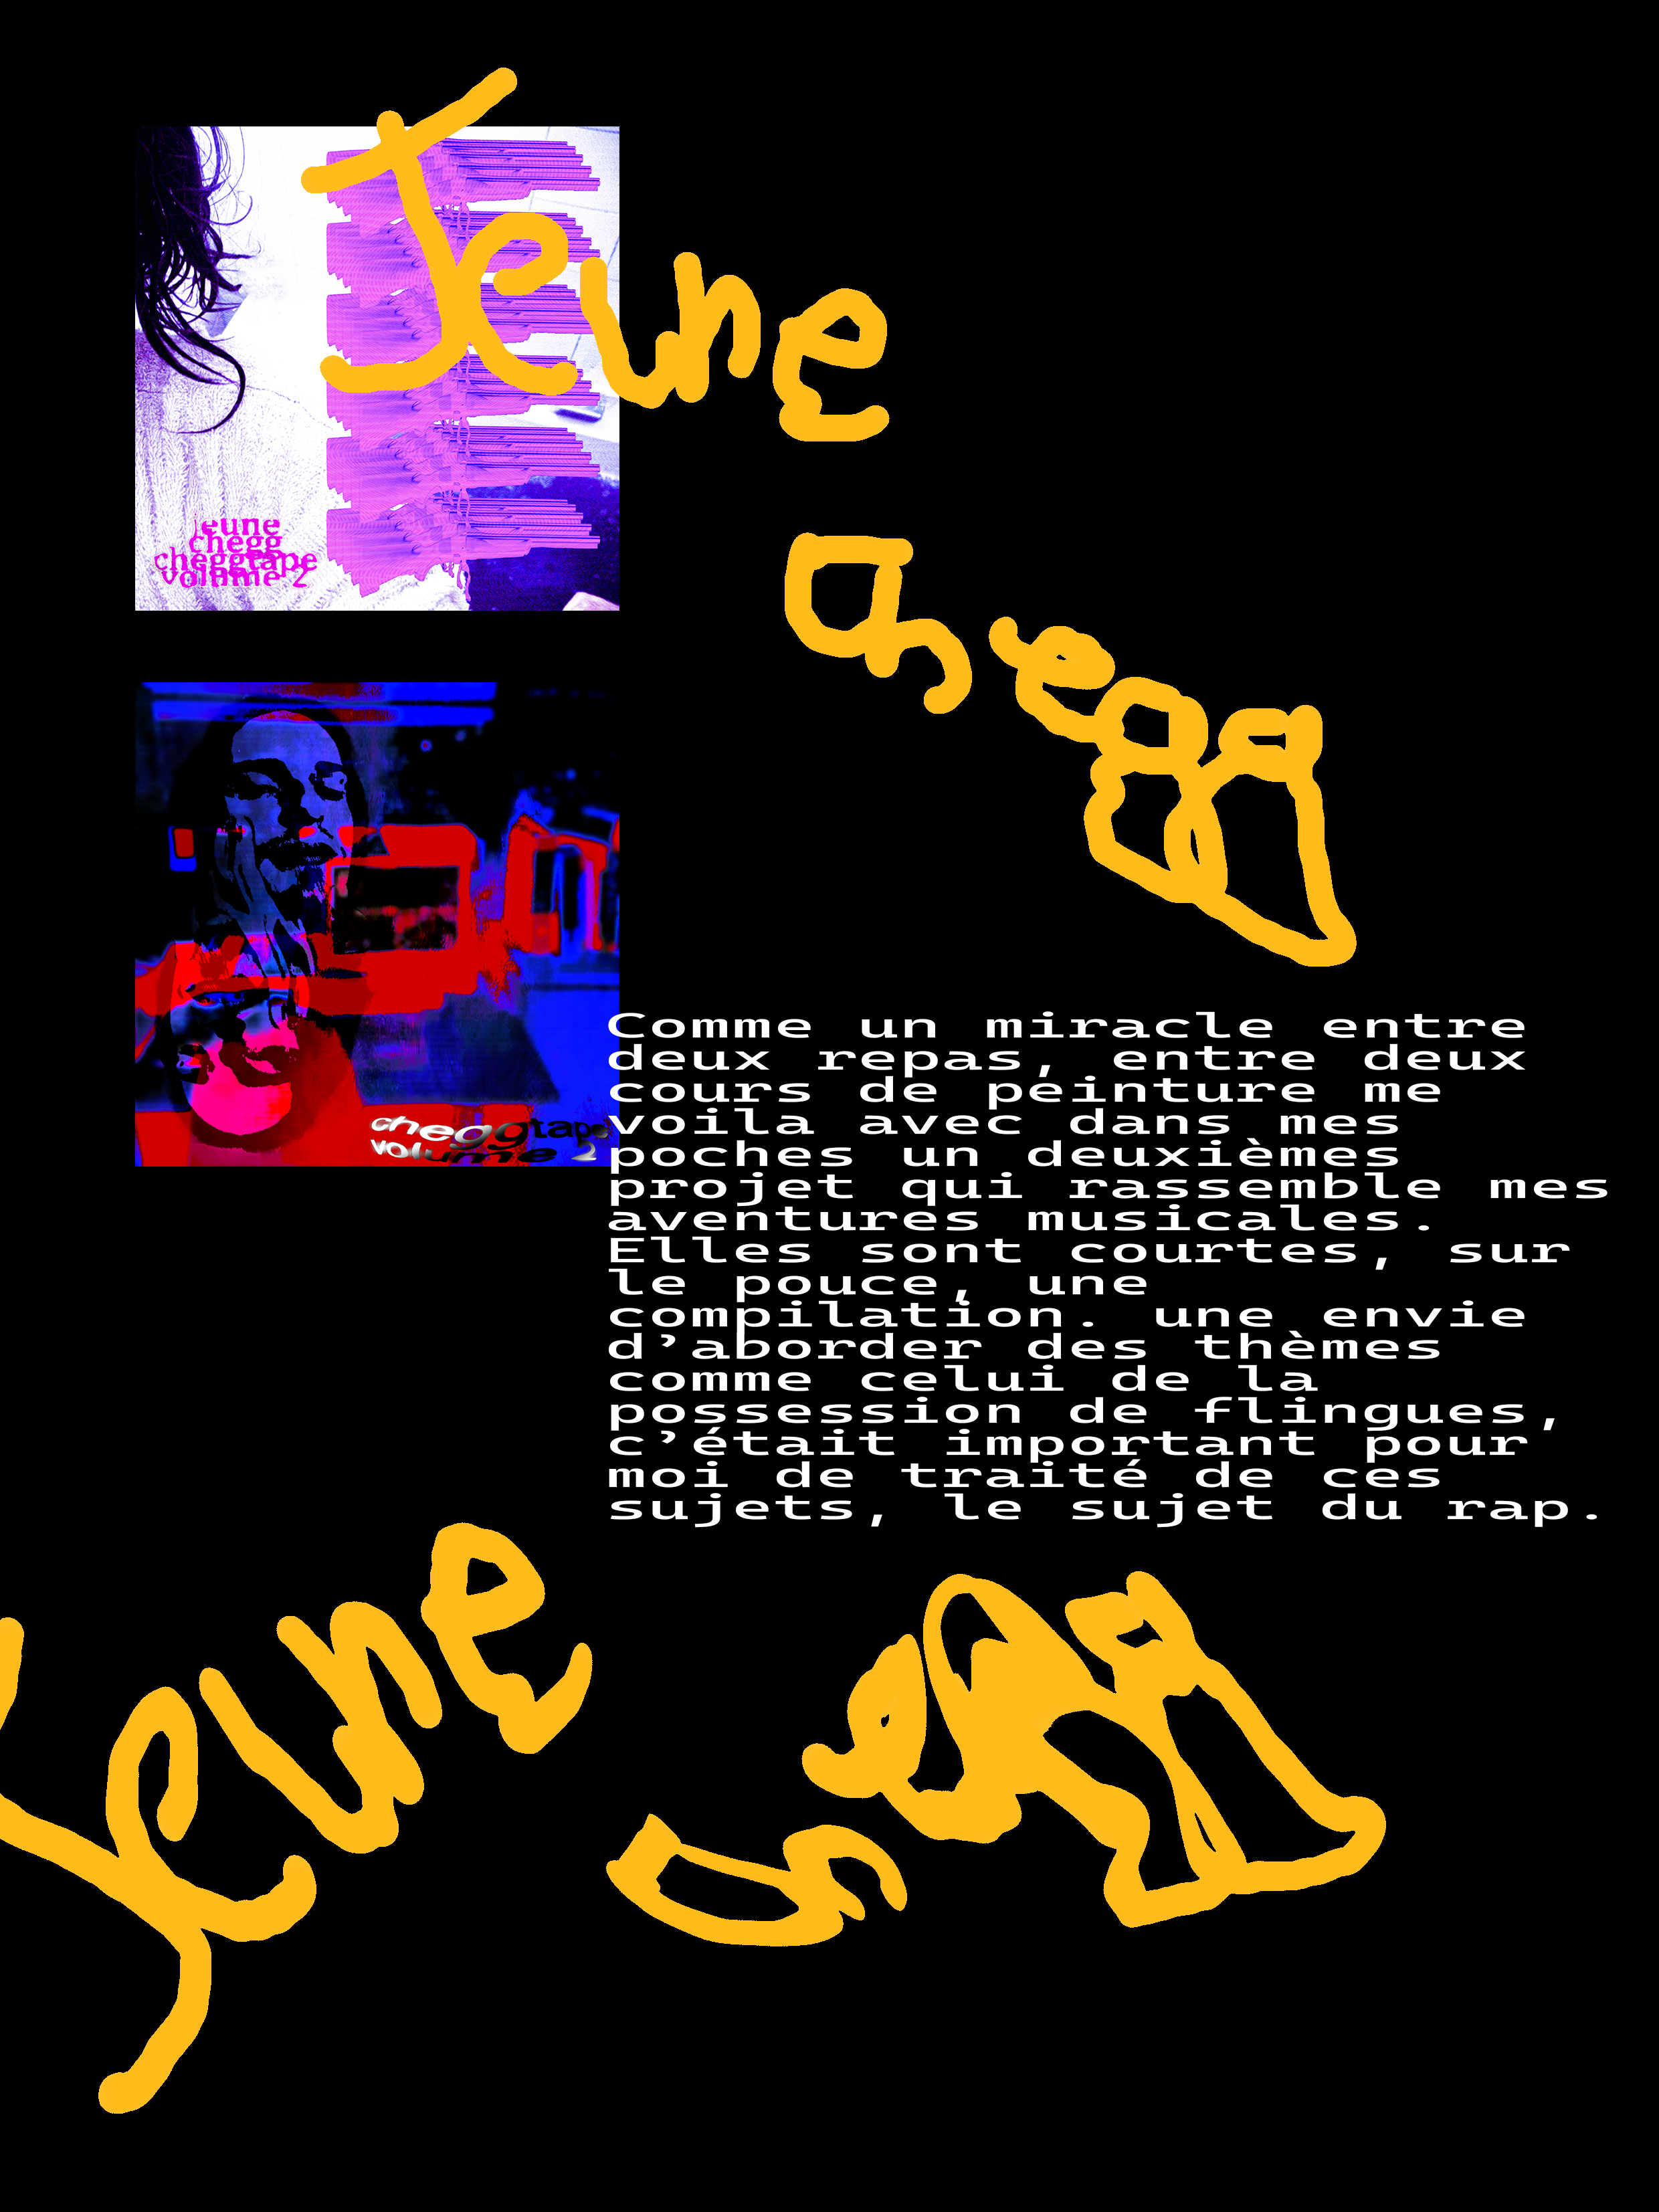 Jeune
chegg
jeune
chegg
cheggtape
volume 2
cheggtape
volume 2
Comme un miracle entre
deux repas, entre deux
cours de peinture me
voila avec dans mes
poches un deuxièmes
projet qui rassemble mes
aventures musicales.
Elles sont courtes, sur
le pouce, une
compilation. une envie
d’aborder des thèmes
comme celui de la
possession de flingues,
c’était important pour
moi de traité de ces
sujets, le sujet du rap.
Jeune
chegg